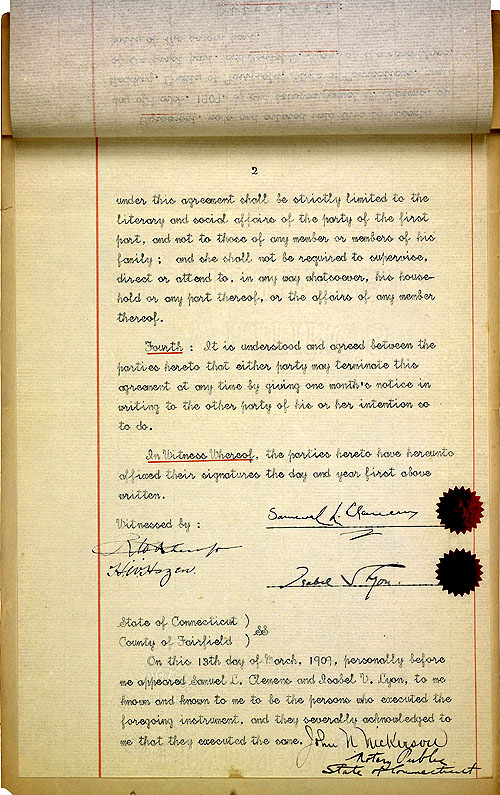 2
under this agreement shall be strictly limited to the
literary and social affairs of the party of the first
part, and not to those of any member or members of his
family ; and she shall not be required to supervise,
direct or attend to, in any way whatsoever, his house-
hold or any part thereof, or the affairs of any member
thereof.
Fourth : It is understood and agreed between the
parties hereto that either party may terminate this
agreement at any time by giving one month's notice in
writing to the other party of his or her intention so
to do.
In Witness Whereof, the parties hereto have hereunto
affixed their signatures the day and year first above
written.
Witnessed by :
Samuel L. Clemens
H.W. Hazen.
Isabel V. Lyon.
State of Connecticut )
SS
County of Fairfield )
On this 13th day of March, 1909, personally before
me appeared Samuel L. Clemens and Isabel V. Lyon, to me
known and known to me to be the persons who executed the
foregoing instrument, and they severally acknowledged to
me that they executed the same. John N. Nickerson
Notary Public
State of Connecticut